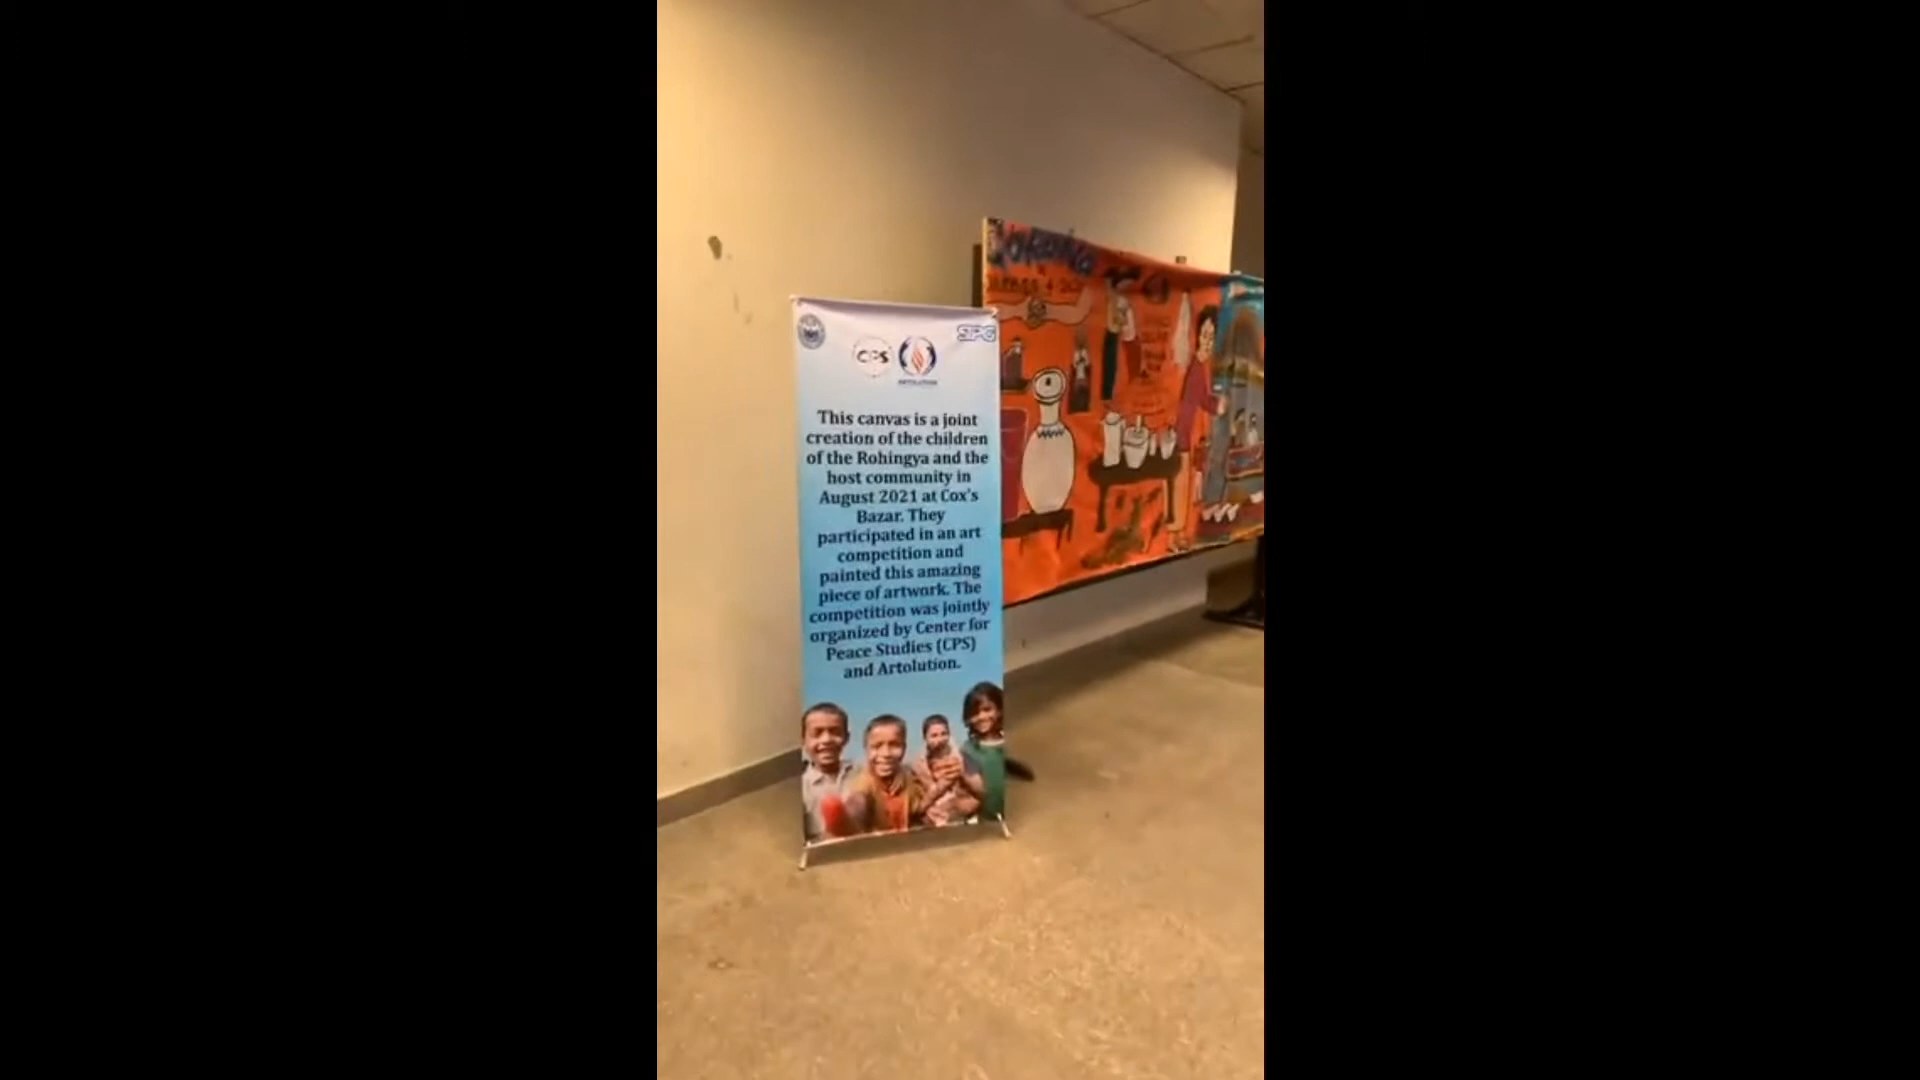 CPS
ARTOLUTION
This canvas is a joint
creation of the children
of the Rohingya and the
host community in
August 2021 at Cox's
Bazar. They
participated in an art
competition and
painted this amazing
piece of artwork. The
competition was jointly
organized by Center for
Peace Studies (CPS)
and Artolution.